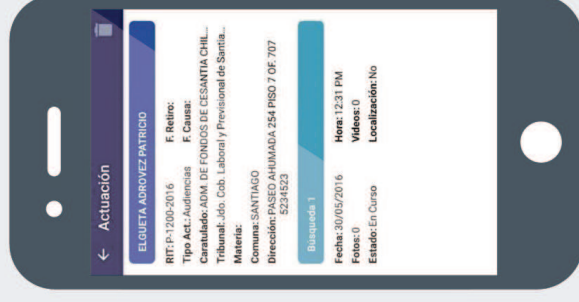 Actuación
ELGUETA ADROVEZ PATRICIO
RIT: P-1200-2016 F. Retiro:
Tipo Act.: Audiencias F. Causa:
Caratulado: ADM. DE FONDOS DE CESANTIA CHIL...
Tribunal: Jdo. Cob. Laboral y Previsional de Santia...
Materia:
Comuna: SANTIAGO
Dirección: PASEO AHUMADA 254 PISO 7 OF. 707
5234523
Búsqueda 1
Fecha: 30/05/2016 Hora: 12:31 PM
Fotos: 0 Videos: 0
Estado: En Curso Localización: No